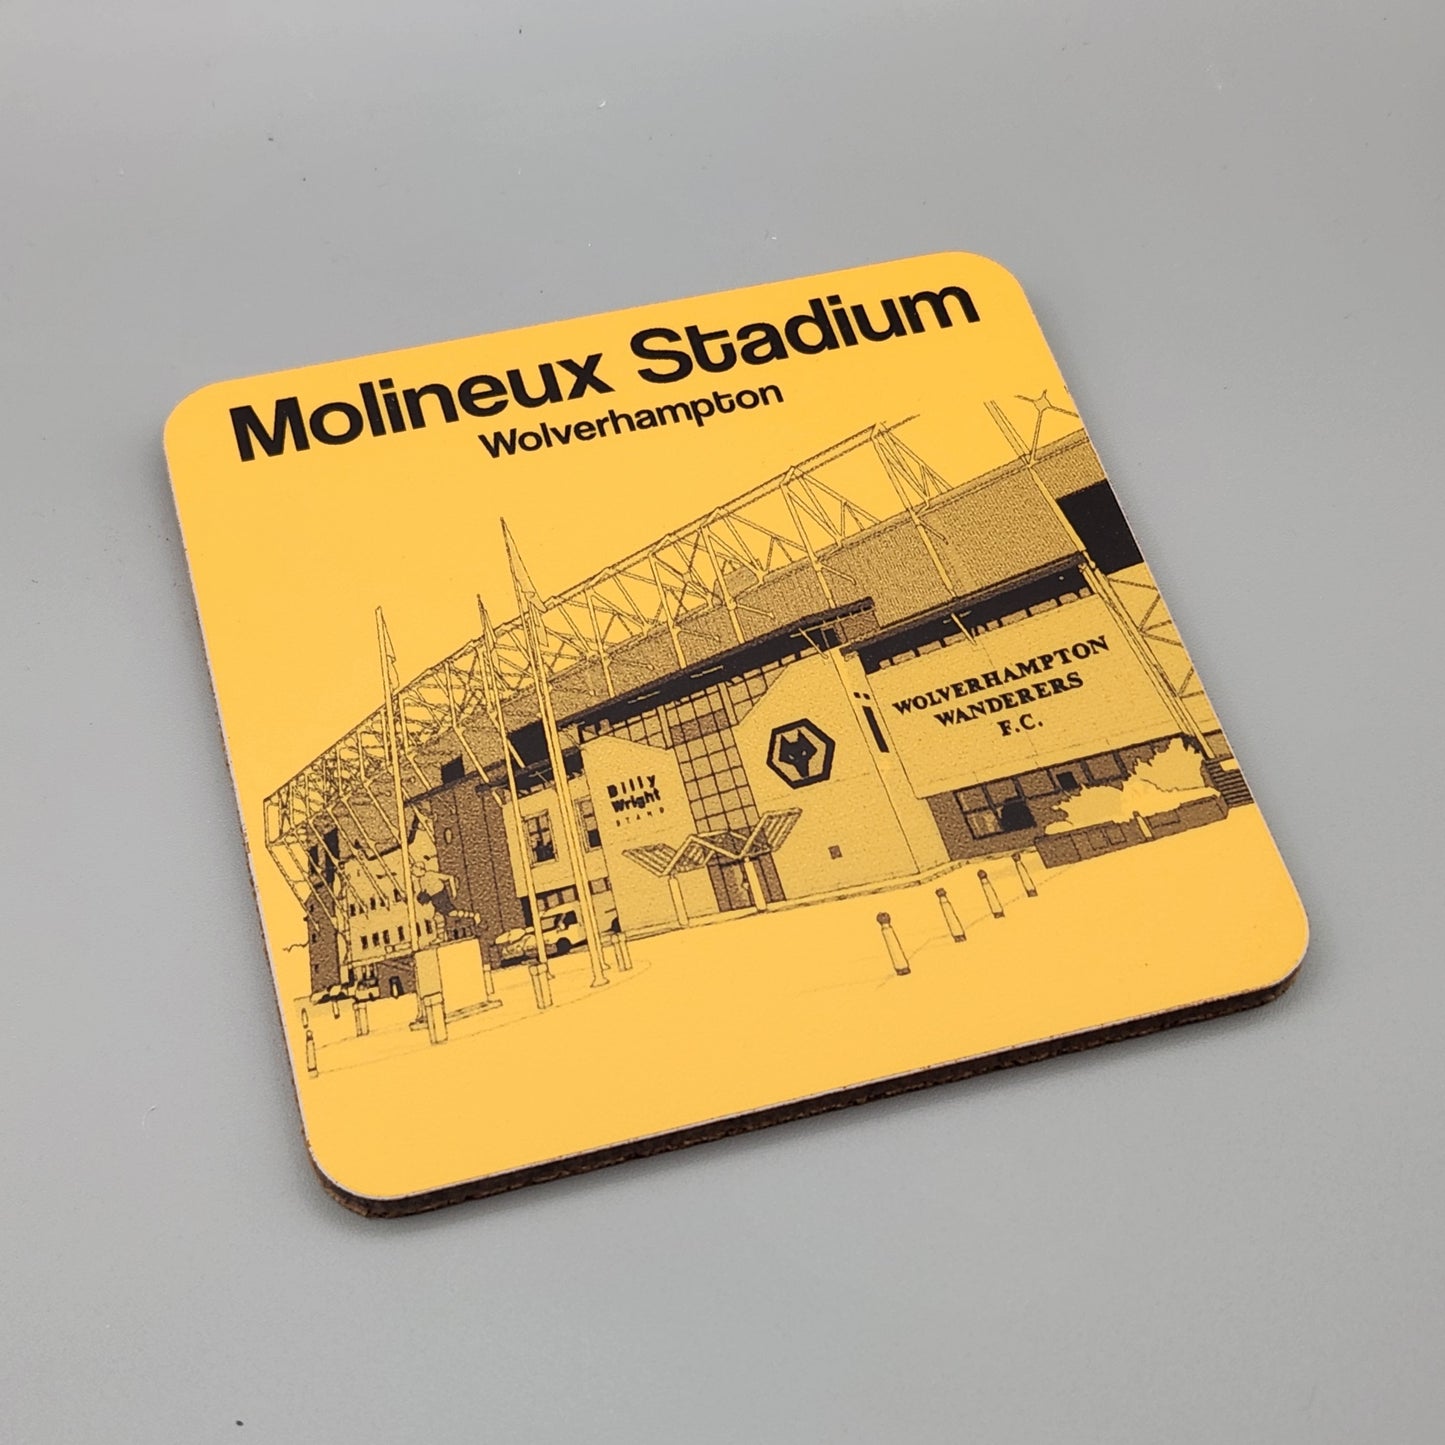 Molineux Stadium
Wolverhampton
WOLVERHAMPTON
WANDERERS
F.C.
Billy
Wright
STAND